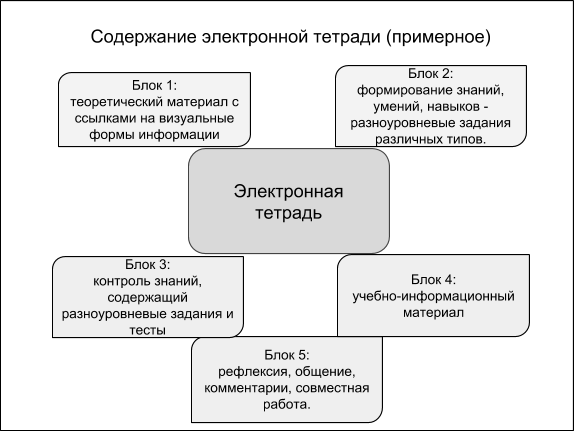 Содержание электронной тетради (примерное)
Блок 1:
теоретический материал с
ссылками на визуальные
формы информации
Блок 2:
формирование знаний,
умений, навыков -
разноуровневые задания
различных типов.
Электронная
тетрадь
Блок 3:
контроль знаний,
содержащий
разноуровневые задания и
тесты
Блок 4:
учебно-информационный
материал
Блок 5:
рефлексия, общение,
комментарии, совместная
работа.